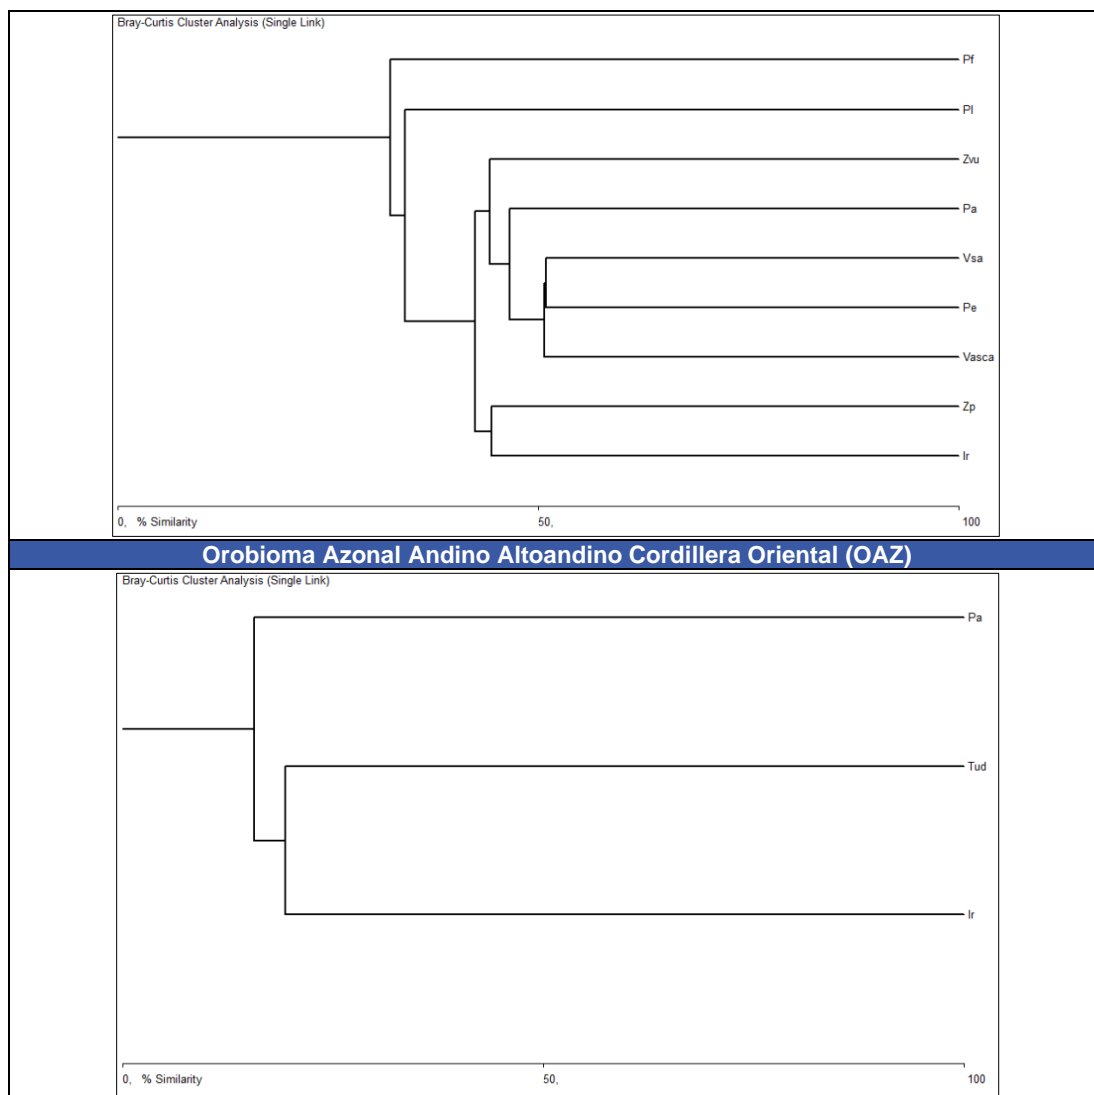 Bray-Curtis Cluster Analysis (Single Link)
Pf
Pl
Zvu
Pa
Vsa
Pe
Vasca
Zp
Ir
0, % Similarity 50, 100
Orobioma Azonal Andino Altoandino Cordillera Oriental (OAZ)
Bray-Curtis Cluster Analysis (Single Link)
Pa
Tud
Ir
0, % Similarity 50, 100